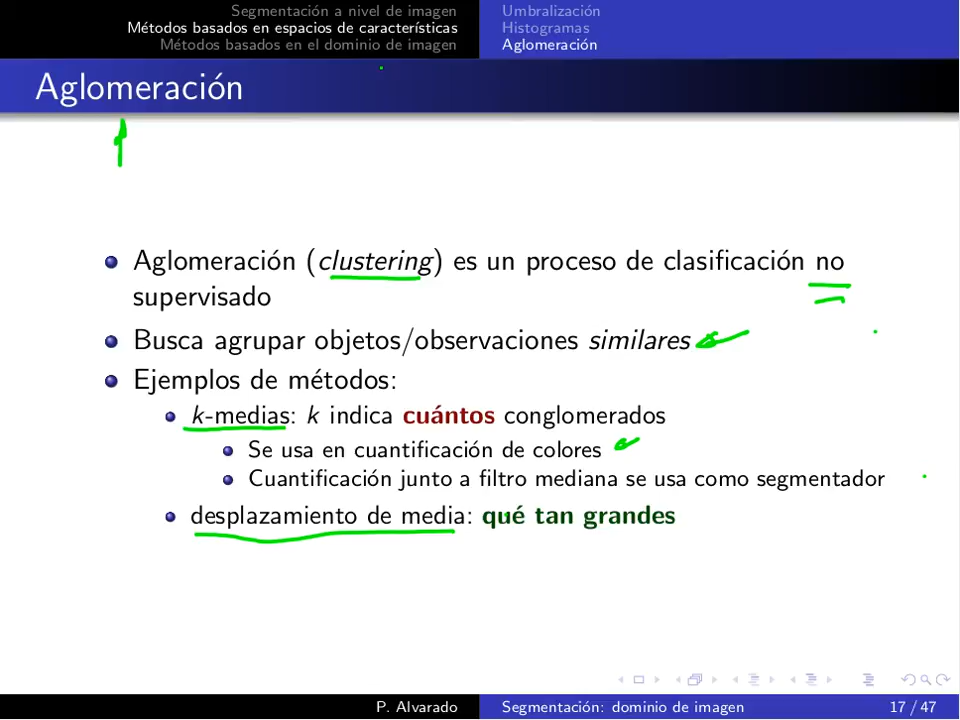 Segmentación a nivel de imagen
Métodos basados en espacios de características
Métodos basados en el dominio de imagen
Umbralización
Histogramas
Aglomeración
Aglomeración
Aglomeración (clustering) es un proceso de clasificación no
supervisado
Busca agrupar objetos/observaciones similares
Ejemplos de métodos:
k-medias: k indica cuántos conglomerados
Se usa en cuantificación de colores
Cuantificación junto a filtro mediana se usa como segmentador
desplazamiento de media: qué tan grandes
P. Alvarado
Segmentación: dominio de imagen
17 / 47